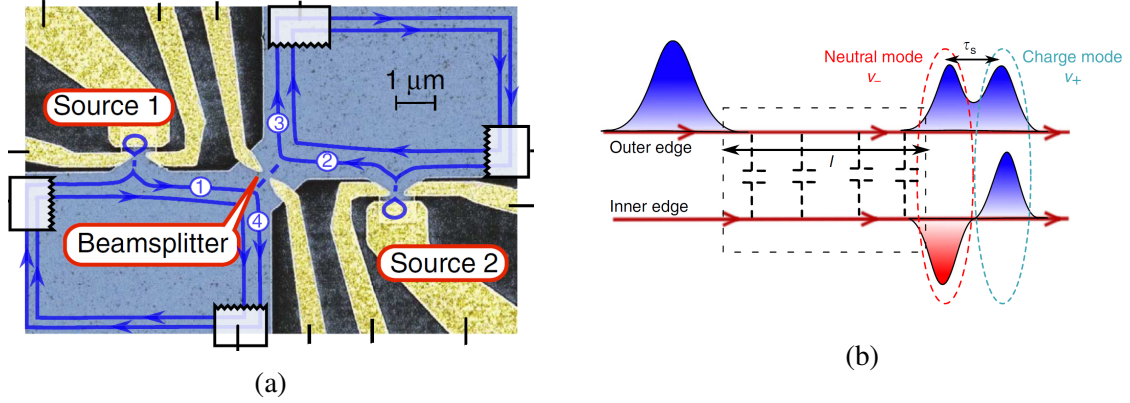 Source 1
1 μm
③
②
①
④
Beamsplitter
Source 2
(a)
Neutral mode
v₋
τₛ
Charge mode
v₊
Outer edge
l
Inner edge
(b)